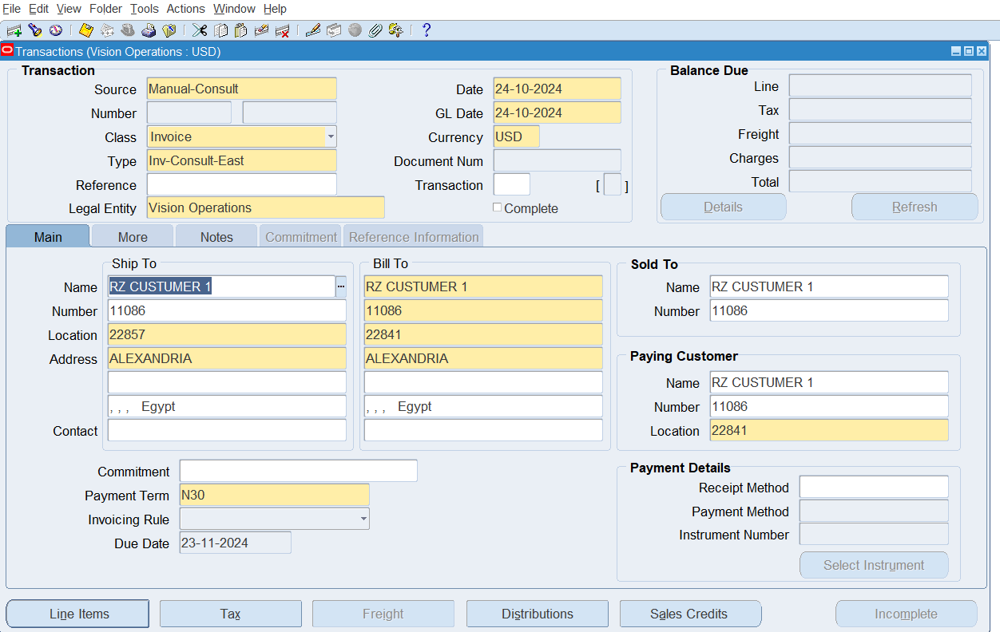 File Edit View Folder Tools Actions Window Help
Transactions (Vision Operations : USD)
Transaction
Source Manual-Consult
Number
Class Invoice
Type Inv-Consult-East
Reference
Legal Entity Vision Operations
Date 24-10-2024
GL Date 24-10-2024
Currency USD
Document Num
Transaction [ ]
Complete
Balance Due
Line
Tax
Freight
Charges
Total
Details Refresh
Main More Notes Commitment Reference Information
Ship To
Name RZ CUSTUMER 1 ...
Number 11086
Location 22857
Address ALEXANDRIA
, , , Egypt
Contact
Bill To
RZ CUSTUMER 1
11086
22841
ALEXANDRIA
, , , Egypt
Sold To
Name RZ CUSTUMER 1
Number 11086
Paying Customer
Name RZ CUSTUMER 1
Number 11086
Location 22841
Commitment
Payment Term N30
Invoicing Rule
Due Date 23-11-2024
Payment Details
Receipt Method
Payment Method
Instrument Number
Select Instrument
Line Items Tax Freight Distributions Sales Credits Incomplete